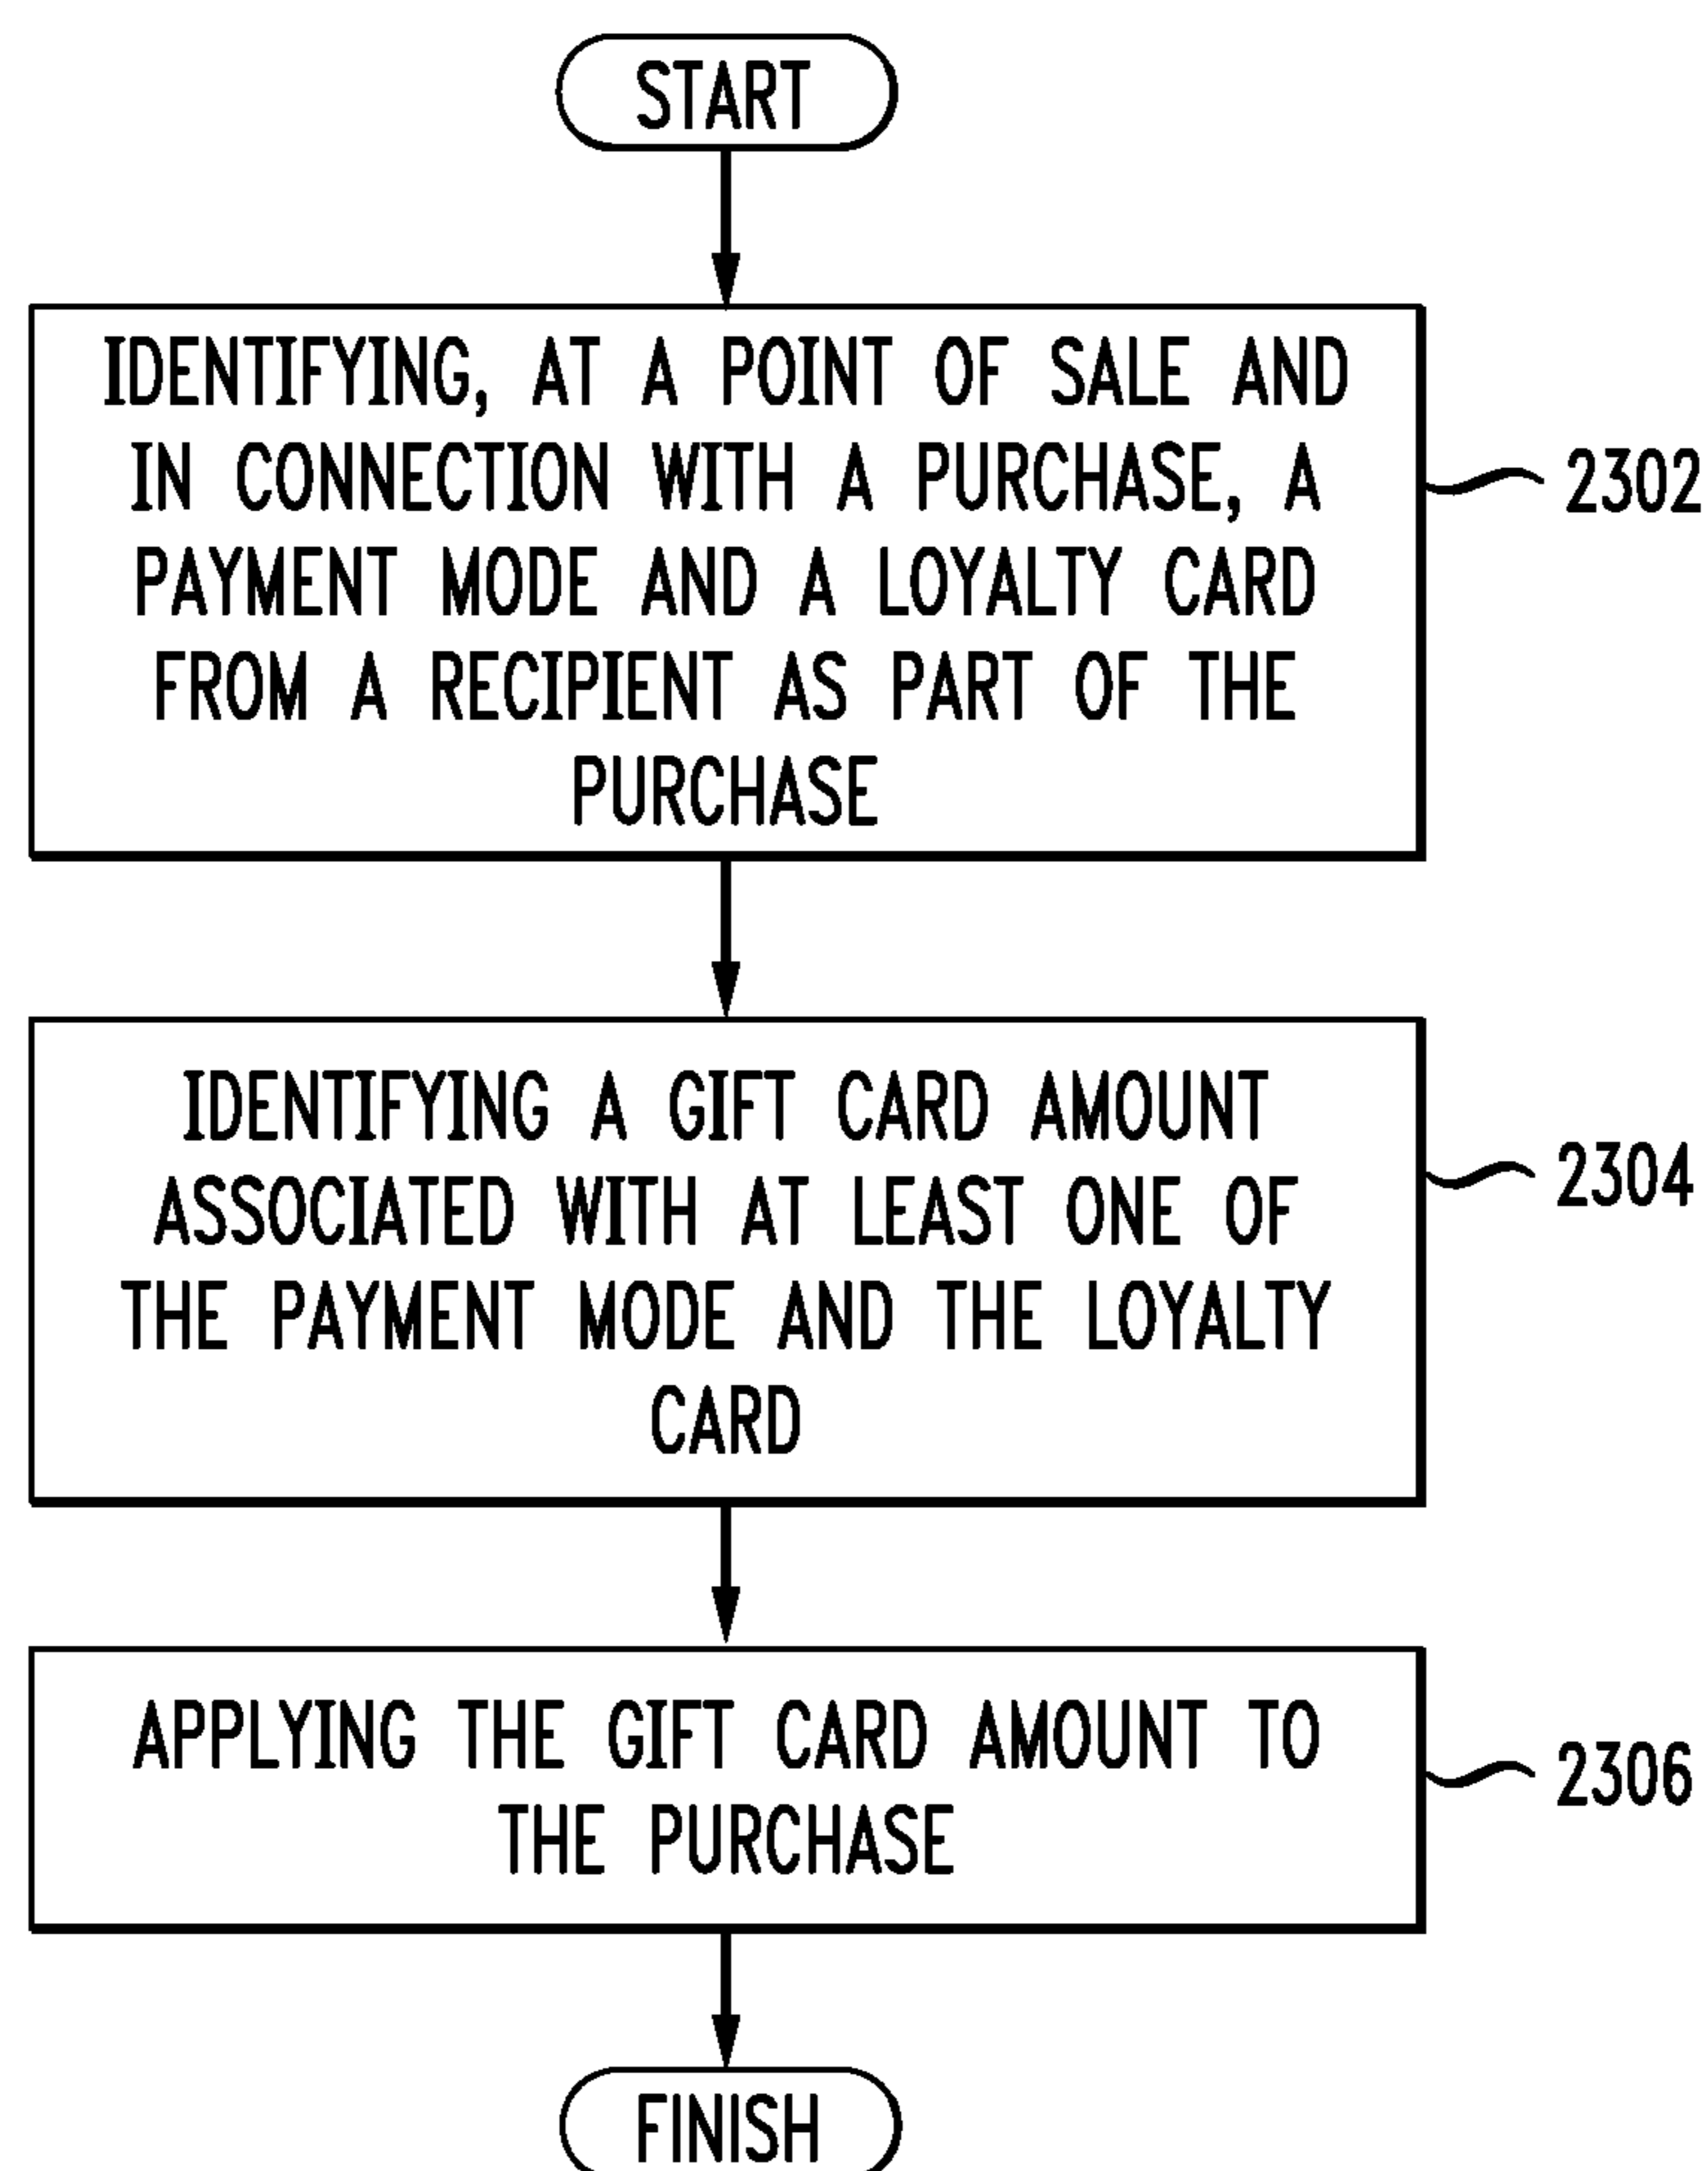 START
IDENTIFYING, AT A POINT OF SALE AND
IN CONNECTION WITH A PURCHASE, A
PAYMENT MODE AND A LOYALTY CARD
FROM A RECIPIENT AS PART OF THE
PURCHASE
2302
IDENTIFYING A GIFT CARD AMOUNT
ASSOCIATED WITH AT LEAST ONE OF
THE PAYMENT MODE AND THE LOYALTY
CARD
2304
APPLYING THE GIFT CARD AMOUNT TO
THE PURCHASE
2306
FINISH